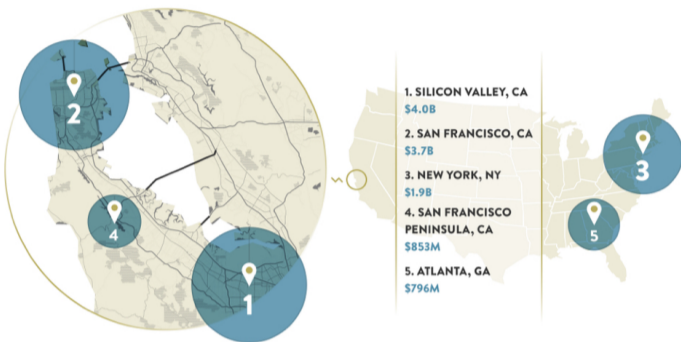 2
4
1
1. SILICON VALLEY, CA
$4.0B
2. SAN FRANCISCO, CA
$3.7B
3. NEW YORK, NY
$1.9B
4. SAN FRANCISCO
PENINSULA, CA
$853M
5. ATLANTA, GA
$796M
3
5